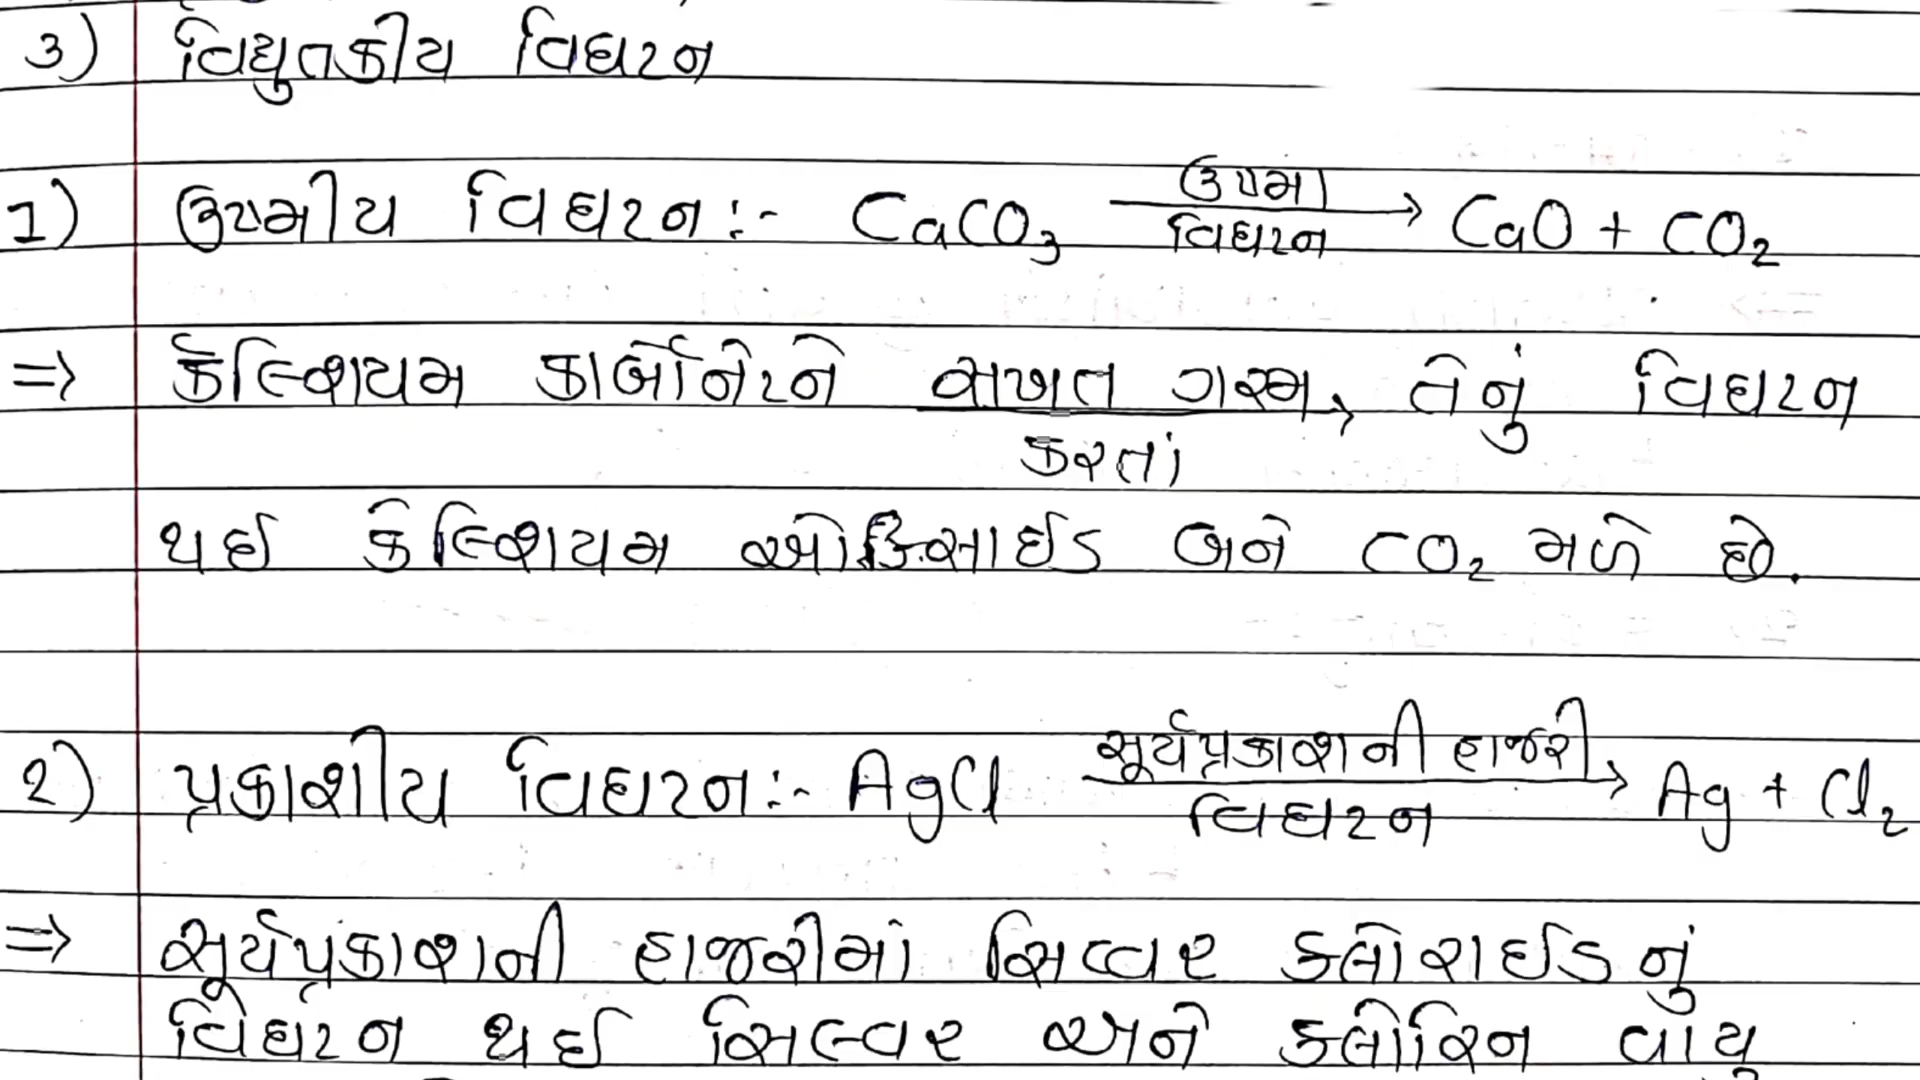 3) વિદ્યુતકીય વિઘટન
1) ઉષ્મીય વિઘટન :- CaCO₃ ઉષ્મા/વિઘટન → CaO + CO₂
⇒ કેલ્શિયમ કાર્બોનેટને સખત ગરમ કરતાં → તેનું વિઘટન
થઈ કેલ્શિયમ ઓક્સાઈડ અને CO₂ મળે છે.
2) પ્રકાશીય વિઘટન :- AgCl સૂર્યપ્રકાશની હાજરી/વિઘટન → Ag + Cl₂
⇒ સૂર્યપ્રકાશની હાજરીમાં સિલ્વર ક્લોરાઈડનું
વિઘટન થઈ સિલ્વર અને ક્લોરિન વાયુ